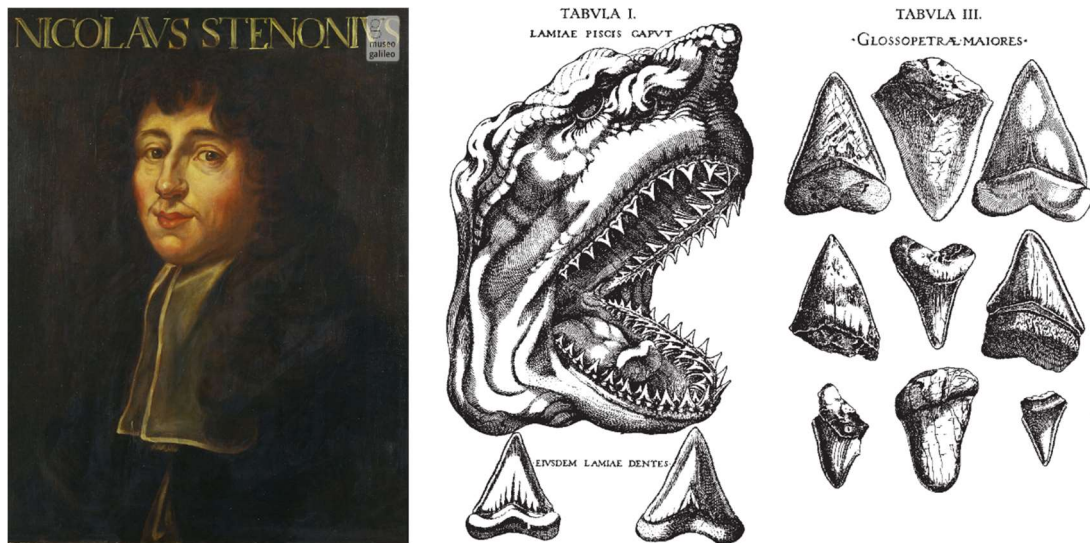 NICOLAVS STENONIVS
museo
galileo
TABVLA I.
LAMIAE PISCIS CAPVT
EIVSDEM LAMIAE DENTES
TABVLA III.
·GLOSSOPETRÆ·MAIORES·